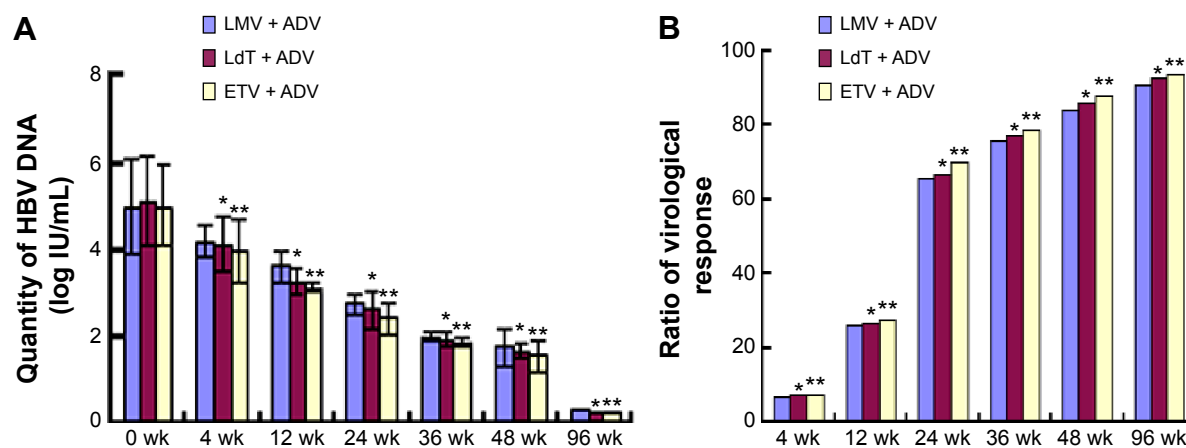 A
LMV + ADV
LdT + ADV
ETV + ADV
Quantity of HBV DNA
(log IU/mL)
8
6
4
2
0
* **
* **
* **
* **
* **
* **
0 wk 4 wk 12 wk 24 wk 36 wk 48 wk 96 wk
B
LMV + ADV
LdT + ADV
ETV + ADV
Ratio of virological
response
100
80
60
40
20
0
* **
* **
* **
* **
* **
* **
4 wk 12 wk 24 wk 36 wk 48 wk 96 wk